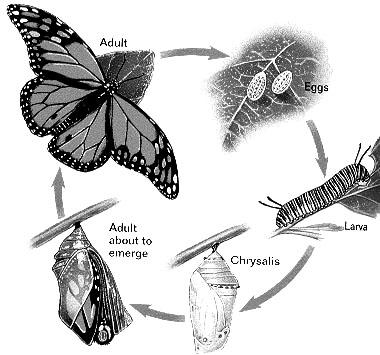 Adult
Eggs
Larva
Chrysalis
Adult
about to
emerge